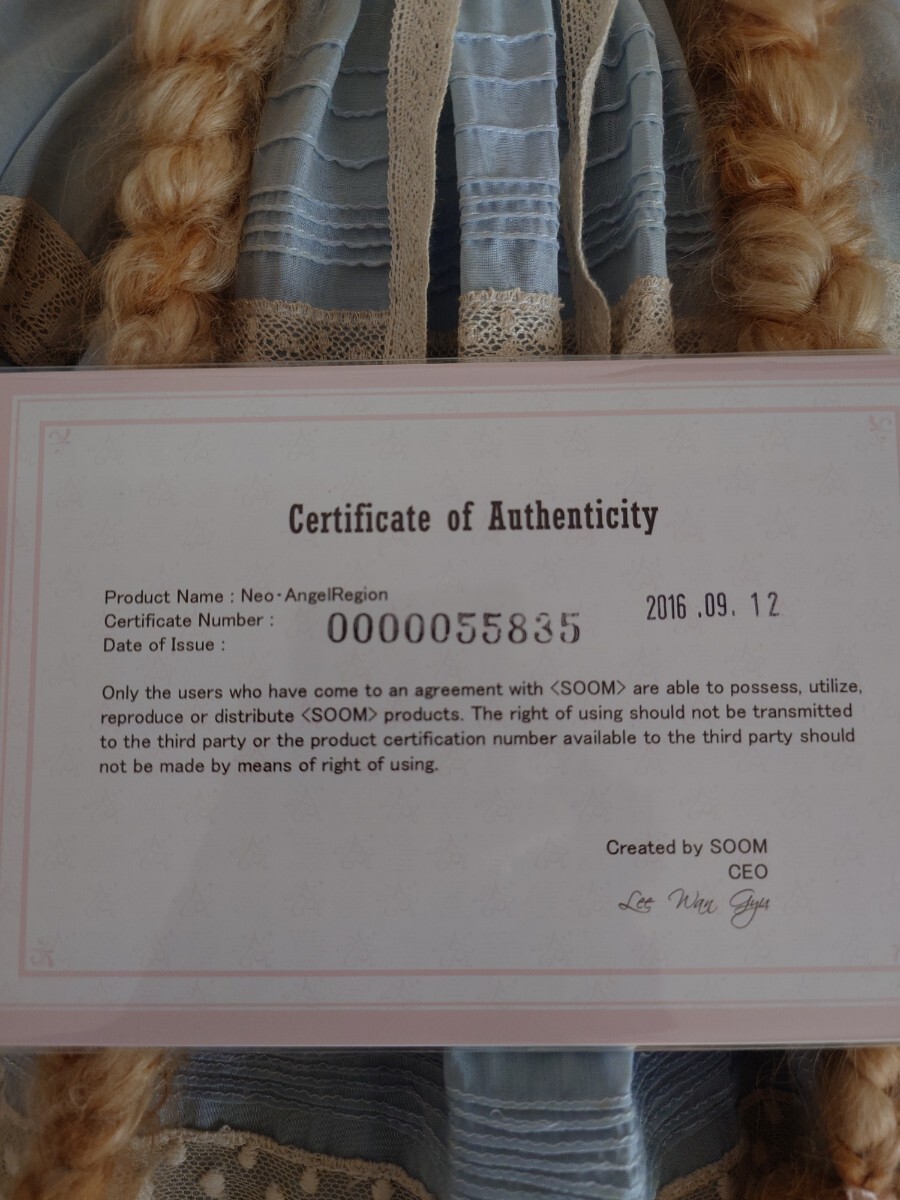 Certificate of Authenticity
Product Name : Neo・AngelRegion
Certificate Number :
0000055835
2016 .09. 12
Date of Issue :
Only the users who have come to an agreement with <SOOM> are able to possess, utilize,
reproduce or distribute <SOOM> products. The right of using should not be transmitted
to the third party or the product certification number available to the third party should
not be made by means of right of using.
Created by SOOM
CEO
Lee Wan Gyu